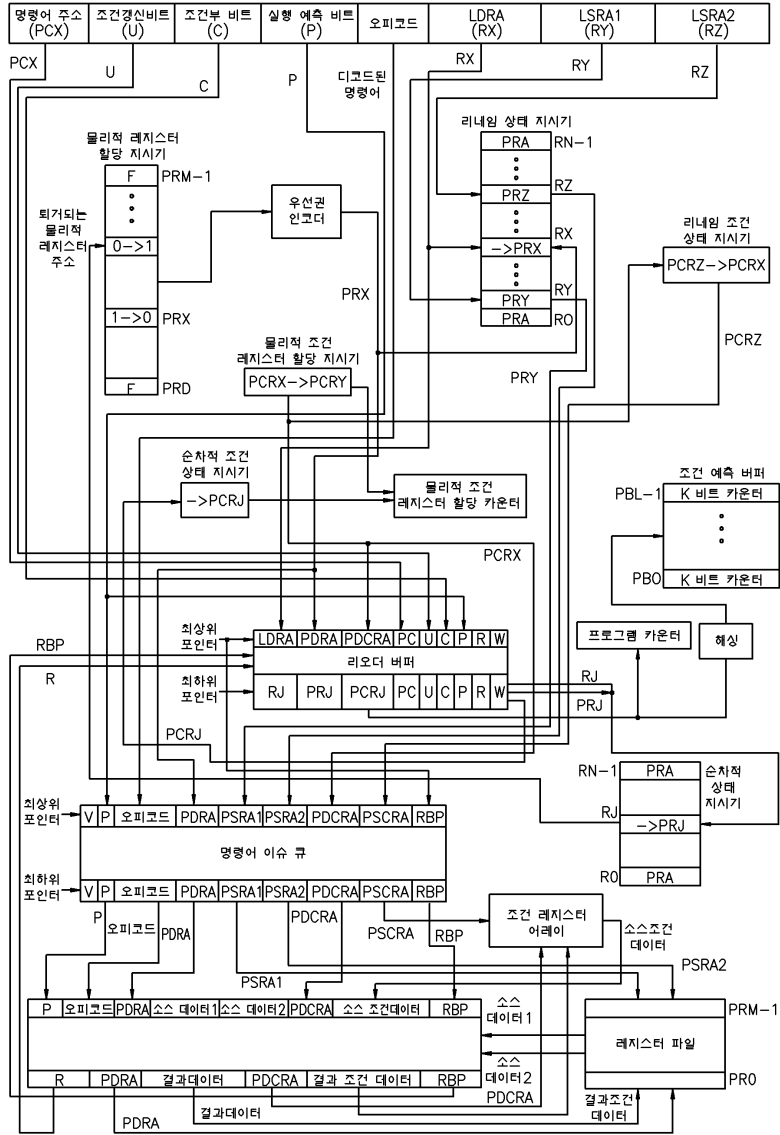 명령어 주소 조건갱신비트 조건부 비트 실행 예측 비트 오피코드 LDRA LSRA1 LSRA2
(PCX) (U) (C) (P) (RX) (RY) (RZ)
PCX U C P 디코드된 RX RY RZ
명령어
물리적 레지스터
할당 지시기
F PRM-1
퇴거되는
물리적
레지스터
주소
0->1
1->0 PRX
F PRD
우선권
인코더
PRX
리네임 상태 지시기
PRA RN-1
PRZ RZ
RX
->PRX
RY
PRY
PRA RO
PRY
리네임 조건
상태 지시기
PCRZ->PCRX
PCRZ
물리적 조건
레지스터 할당 지시기
PCRX->PCRY
순차적 조건
상태 지시기
->PCRJ
물리적 조건
레지스터 할당 카운터
PCRX
조건 예측 버퍼
PBL-1 K 비트 카운터
PBO K 비트 카운터
프로그램 카운터
해싱
RBP
R
최상위
포인터
LDRA PDRA PDCRA PC U C P R W
리오더 버퍼
최하위
포인터
RJ PRJ PCRJ PC U C P R W
RJ
PRJ
PCRJ
RN-1 PRA
순차적
상태
지시기
RJ
->PRJ
RO PRA
최상위
포인터
V P 오피코드 PDRA PSRA1 PSRA2 PDCRA PSCRA RBP
명령어 이슈 큐
최하위
포인터
V P 오피코드 PDRA PSRA1 PSRA2 PDCRA PSCRA RBP
P 오피코드 PDRA PSRA1 PDCRA PSCRA RBP
조건 레지스터
어레이
소스조건
데이터
PSRA2
P 오피코드 PDRA 소스 데이터1 소스 데이터2 PDCRA 소스 조건데이터 RBP
소스
데이터1
소스
데이터2
PRM-1
레지스터 파일
PRO
R PDRA 결과데이터 PDCRA 결과 조건 데이터 RBP
PDRA 결과데이터 PDCRA 결과조건
데이터